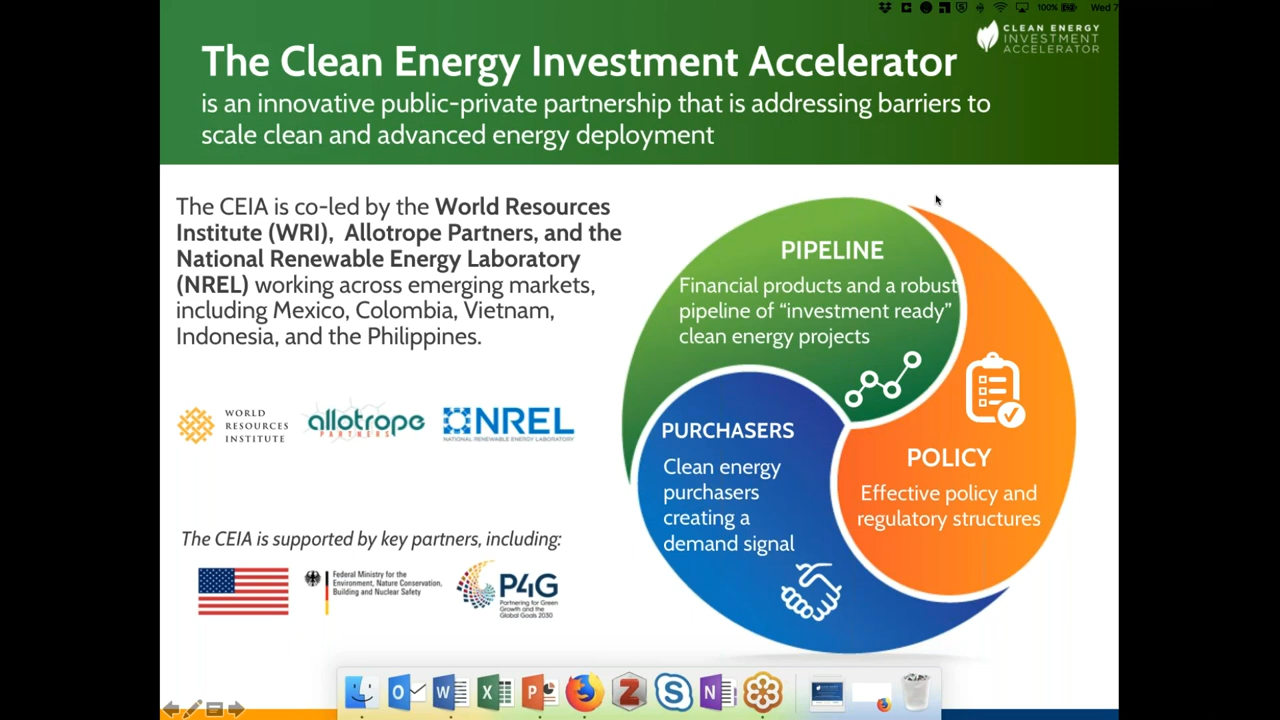 100%
Wed 7
CLEAN ENERGY
INVESTMENT
ACCELERATOR
The Clean Energy Investment Accelerator
is an innovative public-private partnership that is addressing barriers to
scale clean and advanced energy deployment
The CEIA is co-led by the World Resources
Institute (WRI), Allotrope Partners, and the
National Renewable Energy Laboratory
(NREL) working across emerging markets,
including Mexico, Colombia, Vietnam,
Indonesia, and the Philippines.
WORLD
RESOURCES
INSTITUTE
allotrope
PARTNERS
NREL
NATIONAL RENEWABLE ENERGY LABORATORY
The CEIA is supported by key partners, including:
Federal Ministry for the
Environment, Nature Conservation,
Building and Nuclear Safety
P4G
Partnering for Green
Growth and the
Global Goals 2030
PIPELINE
Financial products and a robust
pipeline of “investment ready”
clean energy projects
PURCHASERS
Clean energy
purchasers
creating a
demand signal
POLICY
Effective policy and
regulatory structures
O
W
X
P
Z
S
N